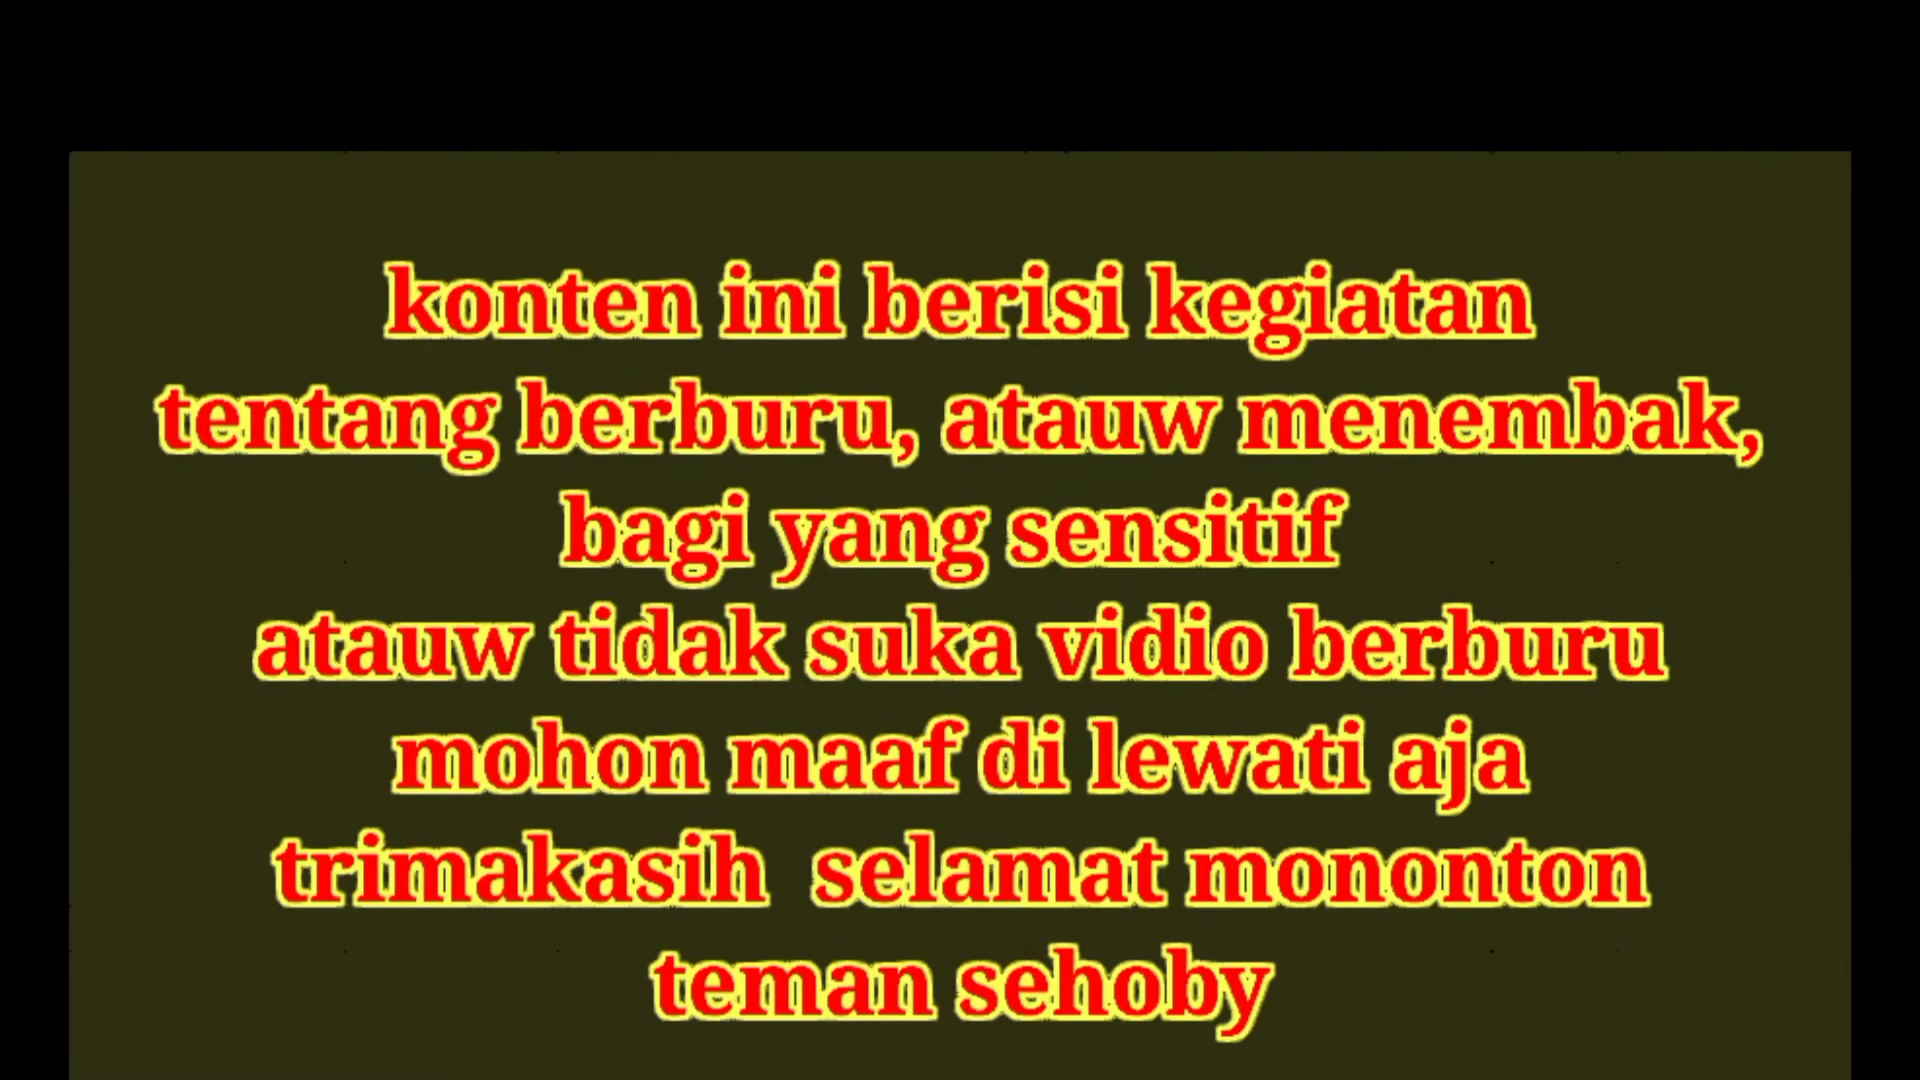 konten ini berisi kegiatan
tentang berburu, atauw menembak,
bagi yang sensitif
atauw tidak suka vidio berburu
mohon maaf di lewati aja
trimakasih  selamat mononton
teman sehoby